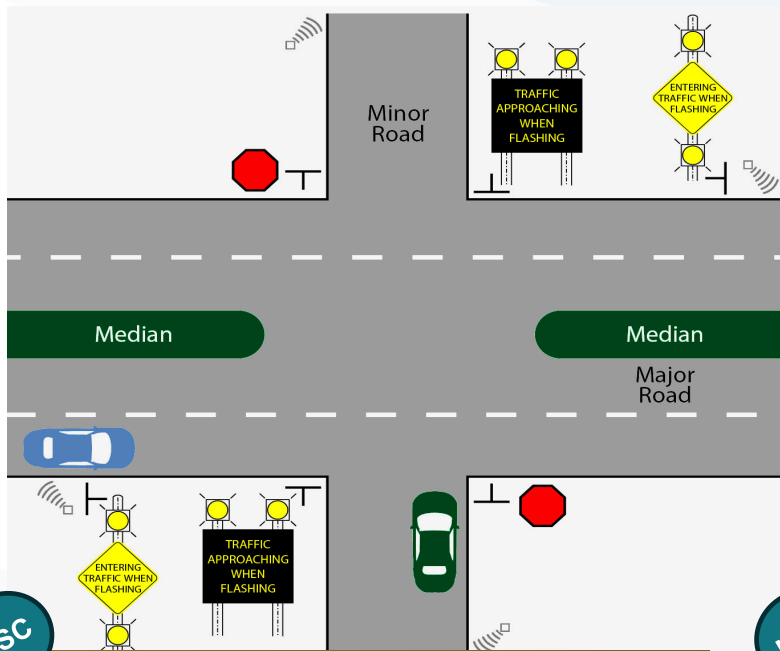 Minor
Road
TRAFFIC
APPROACHING
WHEN
FLASHING
ENTERING
TRAFFIC WHEN
FLASHING
Median
Median
Major
Road
ENTERING
TRAFFIC WHEN
FLASHING
TRAFFIC
APPROACHING
WHEN
FLASHING
SC